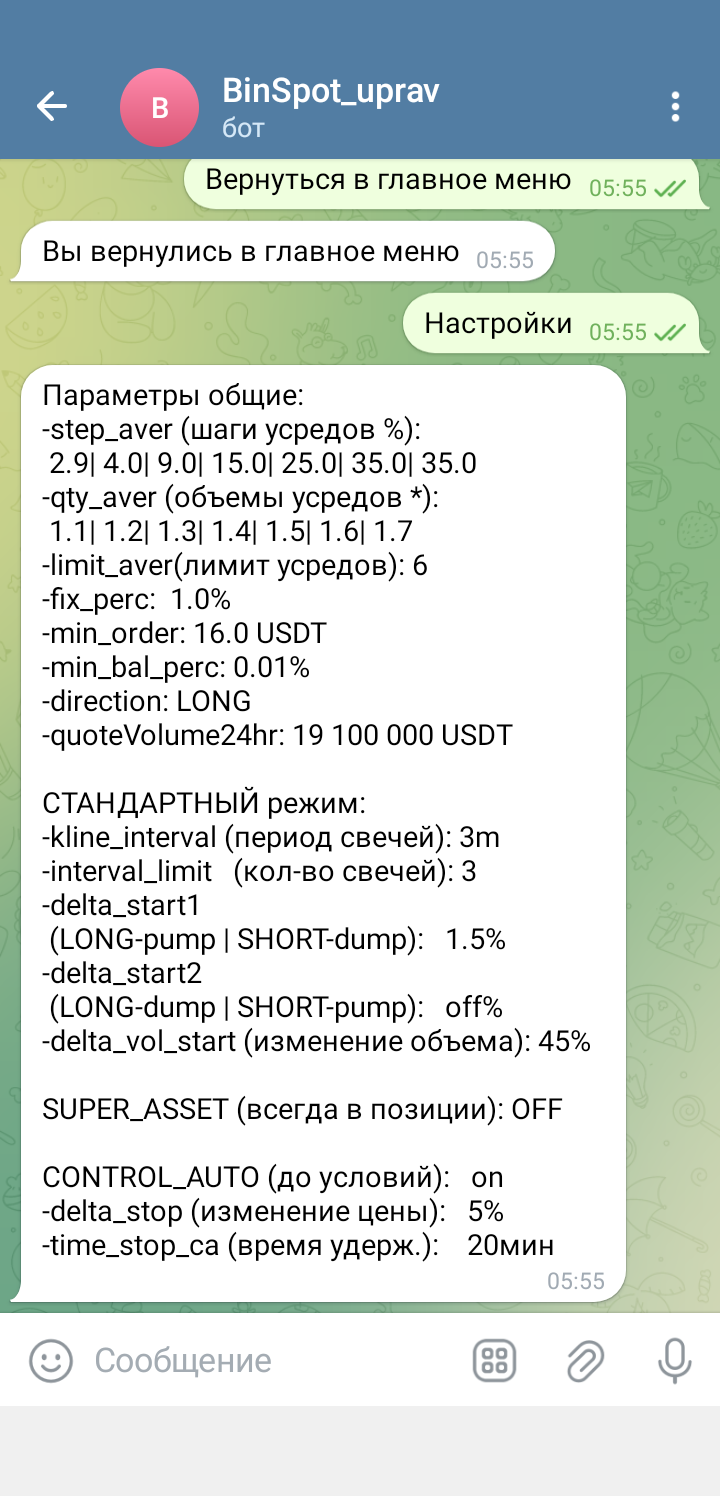 BinSpot_uprav
B
бот
Вернуться в главное меню 05:55
Вы вернулись в главное меню 05:55
Настройки 05:55
Параметры общие:
-step_aver (шаги усредов %):
2.9| 4.0| 9.0| 15.0| 25.0| 35.0| 35.0
-qty_aver (объемы усредов *):
1.1| 1.2| 1.3| 1.4| 1.5| 1.6| 1.7
-limit_aver(лимит усредов): 6
-fix_perc: 1.0%
-min_order: 16.0 USDT
-min_bal_perc: 0.01%
-direction: LONG
-quoteVolume24hr: 19 100 000 USDT
СТАНДАРТНЫЙ режим:
-kline_interval (период свечей): 3m
-interval_limit (кол-во свечей): 3
-delta_start1
(LONG-pump | SHORT-dump): 1.5%
-delta_start2
(LONG-dump | SHORT-pump): off%
-delta_vol_start (изменение объема): 45%
SUPER_ASSET (всегда в позиции): OFF
CONTROL_AUTO (до условий): on
-delta_stop (изменение цены): 5%
-time_stop_ca (время удерж.): 20мин
05:55
Сообщение